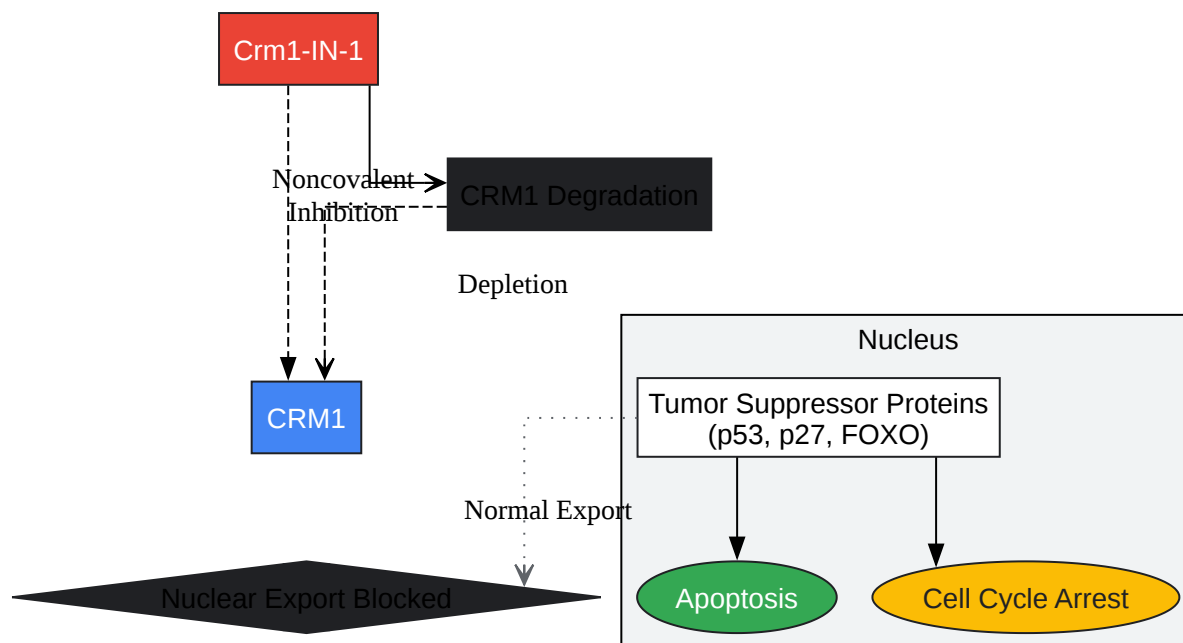 Crm1-IN-1
Noncovalent
Inhibition
CRM1 Degradation
Depletion
Nucleus
CRM1
Tumor Suppressor Proteins
(p53, p27, FOXO)
Normal Export
Nuclear Export Blocked
Apoptosis
Cell Cycle Arrest